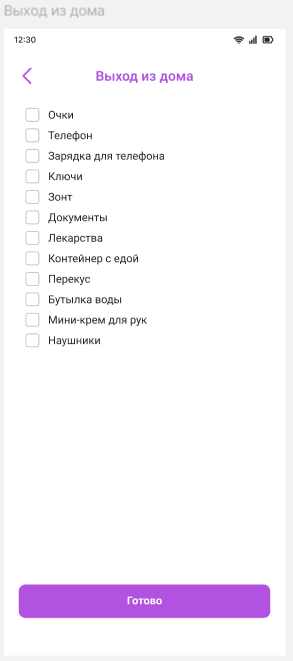 Выход из дома
12:30
Выход из дома
Очки
Телефон
Зарядка для телефона
Ключи
Зонт
Документы
Лекарства
Контейнер с едой
Перекус
Бутылка воды
Мини-крем для рук
Наушники
Готово